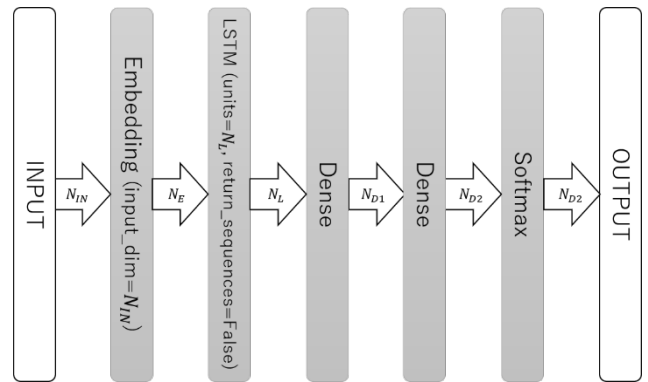 INPUT
N_IN
Embedding (input_dim=N_IN)
N_E
LSTM (units=N_L, return_sequences=False)
N_L
Dense
N_D1
Dense
N_D2
Softmax
N_D2
OUTPUT